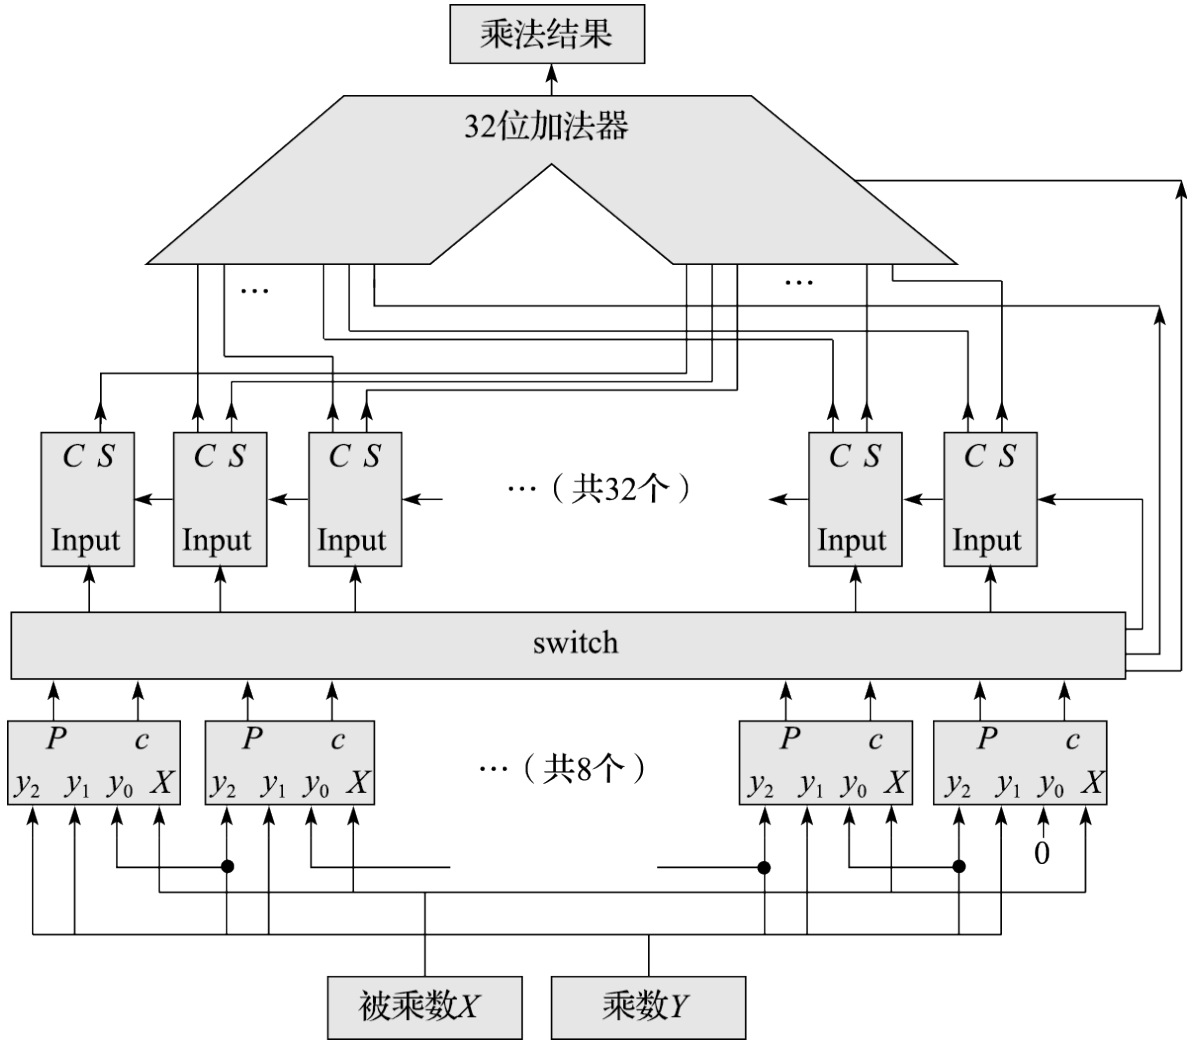 乘法结果
32位加法器
… …
C S C S C S …（共32个） C S C S
Input Input Input Input Input
switch
P c P c …（共8个） P c P c
y₂ y₁ y₀ X y₂ y₁ y₀ X y₂ y₁ y₀ X y₂ y₁ y₀ X
0
被乘数X 乘数Y